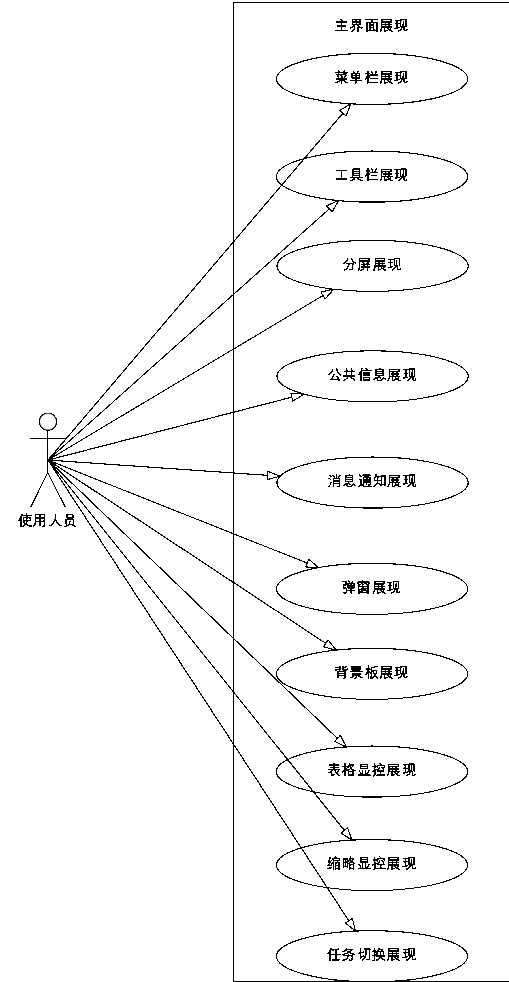 主界面展现
菜单栏展现
工具栏展现
分屏展现
公共信息展现
消息通知展现
使用人员
弹窗展现
背景板展现
表格显控展现
缩略显控展现
任务切换展现